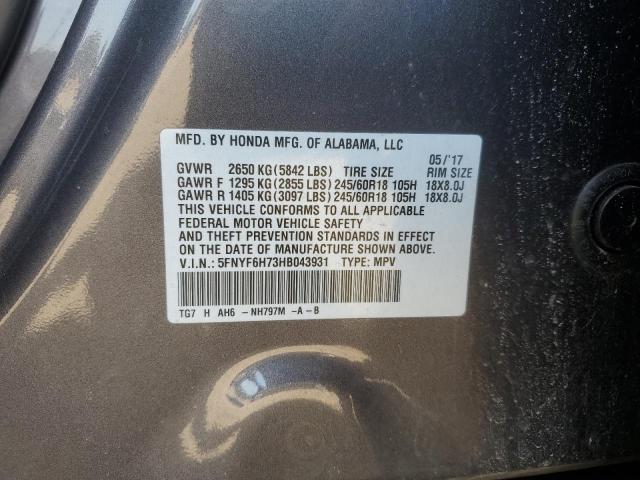 MFD. BY HONDA MFG. OF ALABAMA, LLC
05/'17
GVWR 2650 KG(5842 LBS) TIRE SIZE RIM SIZE
GAWR F 1295 KG(2855 LBS)245/60R18 105H 18X8.0J
GAWR R 1405 KG(3097 LBS)245/60R18 105H 18X8.0J
THIS VEHICLE CONFORMS TO ALL APPLICABLE
FEDERAL MOTOR VEHICLE SAFETY
AND THEFT PREVENTION STANDARDS IN EFFECT
ON THE DATE OF MANUFACTURE SHOWN ABOVE.
V.I.N.: 5FNYF6H73HB043931 TYPE: MPV
TG7 H AH6 -NH797M -A-B